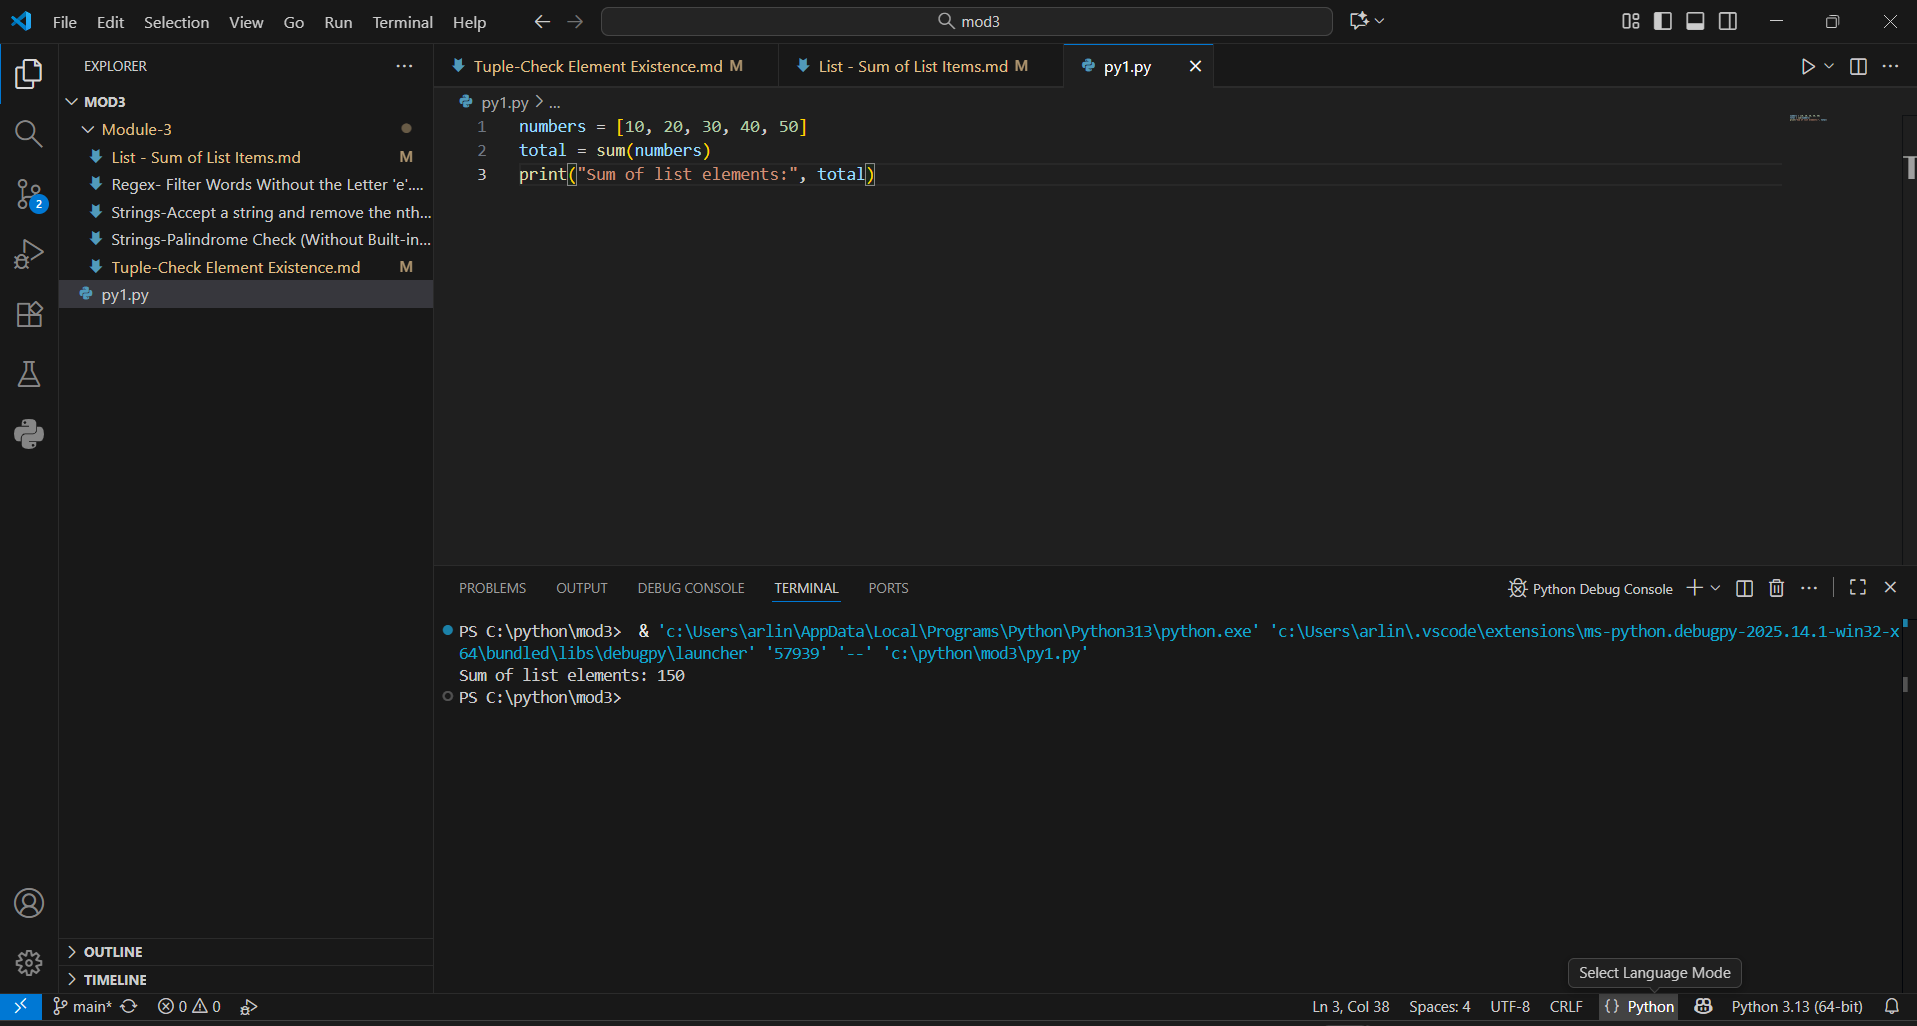 File Edit Selection View Go Run Terminal Help
mod3
EXPLORER
MOD3
Module-3
List - Sum of List Items.md M
Regex- Filter Words Without the Letter 'e'....
Strings-Accept a string and remove the nth...
Strings-Palindrome Check (Without Built-in...
Tuple-Check Element Existence.md M
py1.py
2
OUTLINE
TIMELINE
Tuple-Check Element Existence.md M
List - Sum of List Items.md M
py1.py
py1.py > ...
1 numbers = [10, 20, 30, 40, 50]
2 total = sum(numbers)
3 print("Sum of list elements:", total)
PROBLEMS OUTPUT DEBUG CONSOLE TERMINAL PORTS
Python Debug Console
PS C:\python\mod3>  & 'c:\Users\arlin\AppData\Local\Programs\Python\Python313\python.exe' 'c:\Users\arlin\.vscode\extensions\ms-python.debugpy-2025.14.1-win32-x
64\bundled\libs\debugpy\launcher' '57939' '--' 'c:\python\mod3\py1.py'
Sum of list elements: 150
PS C:\python\mod3>
Select Language Mode
main* 0 0
Ln 3, Col 38 Spaces: 4 UTF-8 CRLF {} Python Python 3.13 (64-bit)